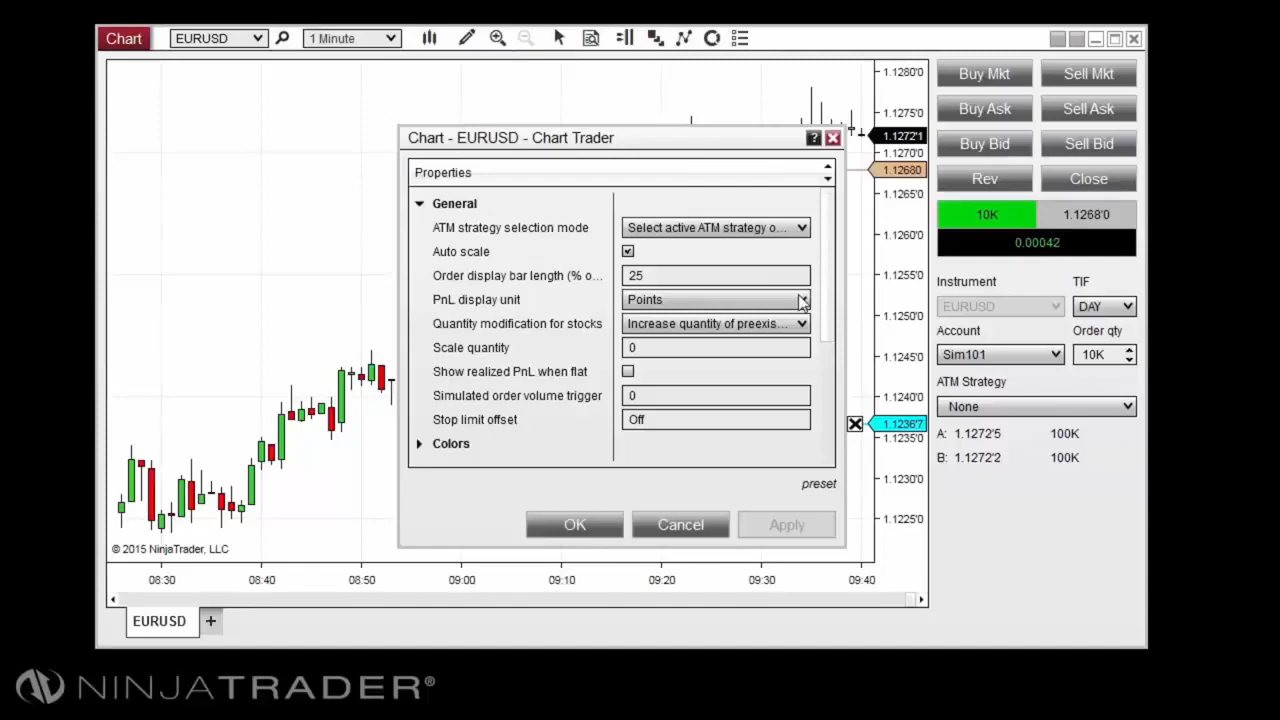 Chart
EURUSD
1 Minute
1.1280'0
1.1275'0
1.1272'1
1.1270'0
1.12680
1.1265'0
1.1260'0
1.1255'0
1.1250'0
1.1245'0
1.1240'0
1.1236'7
1.1235'0
1.1230'0
1.1225'0
Chart - EURUSD - Chart Trader
?
Properties
General
ATM strategy selection mode Select active ATM strategy o...
Auto scale
Order display bar length (% o... 25
PnL display unit Points
Quantity modification for stocks Increase quantity of preexis...
Scale quantity 0
Show realized PnL when flat
Simulated order volume trigger 0
Stop limit offset Off
Colors
preset
OK Cancel Apply
Buy Mkt Sell Mkt
Buy Ask Sell Ask
Buy Bid Sell Bid
Rev Close
10K 1.1268'0
0.00042
Instrument TIF
EURUSD DAY
Account Order qty
Sim101 10K
ATM Strategy
None
A: 1.1272'5 100K
B: 1.1272'2 100K
© 2015 NinjaTrader, LLC
08:30 08:40 08:50 09:00 09:10 09:20 09:30 09:40
EURUSD +
NINJATRADER®